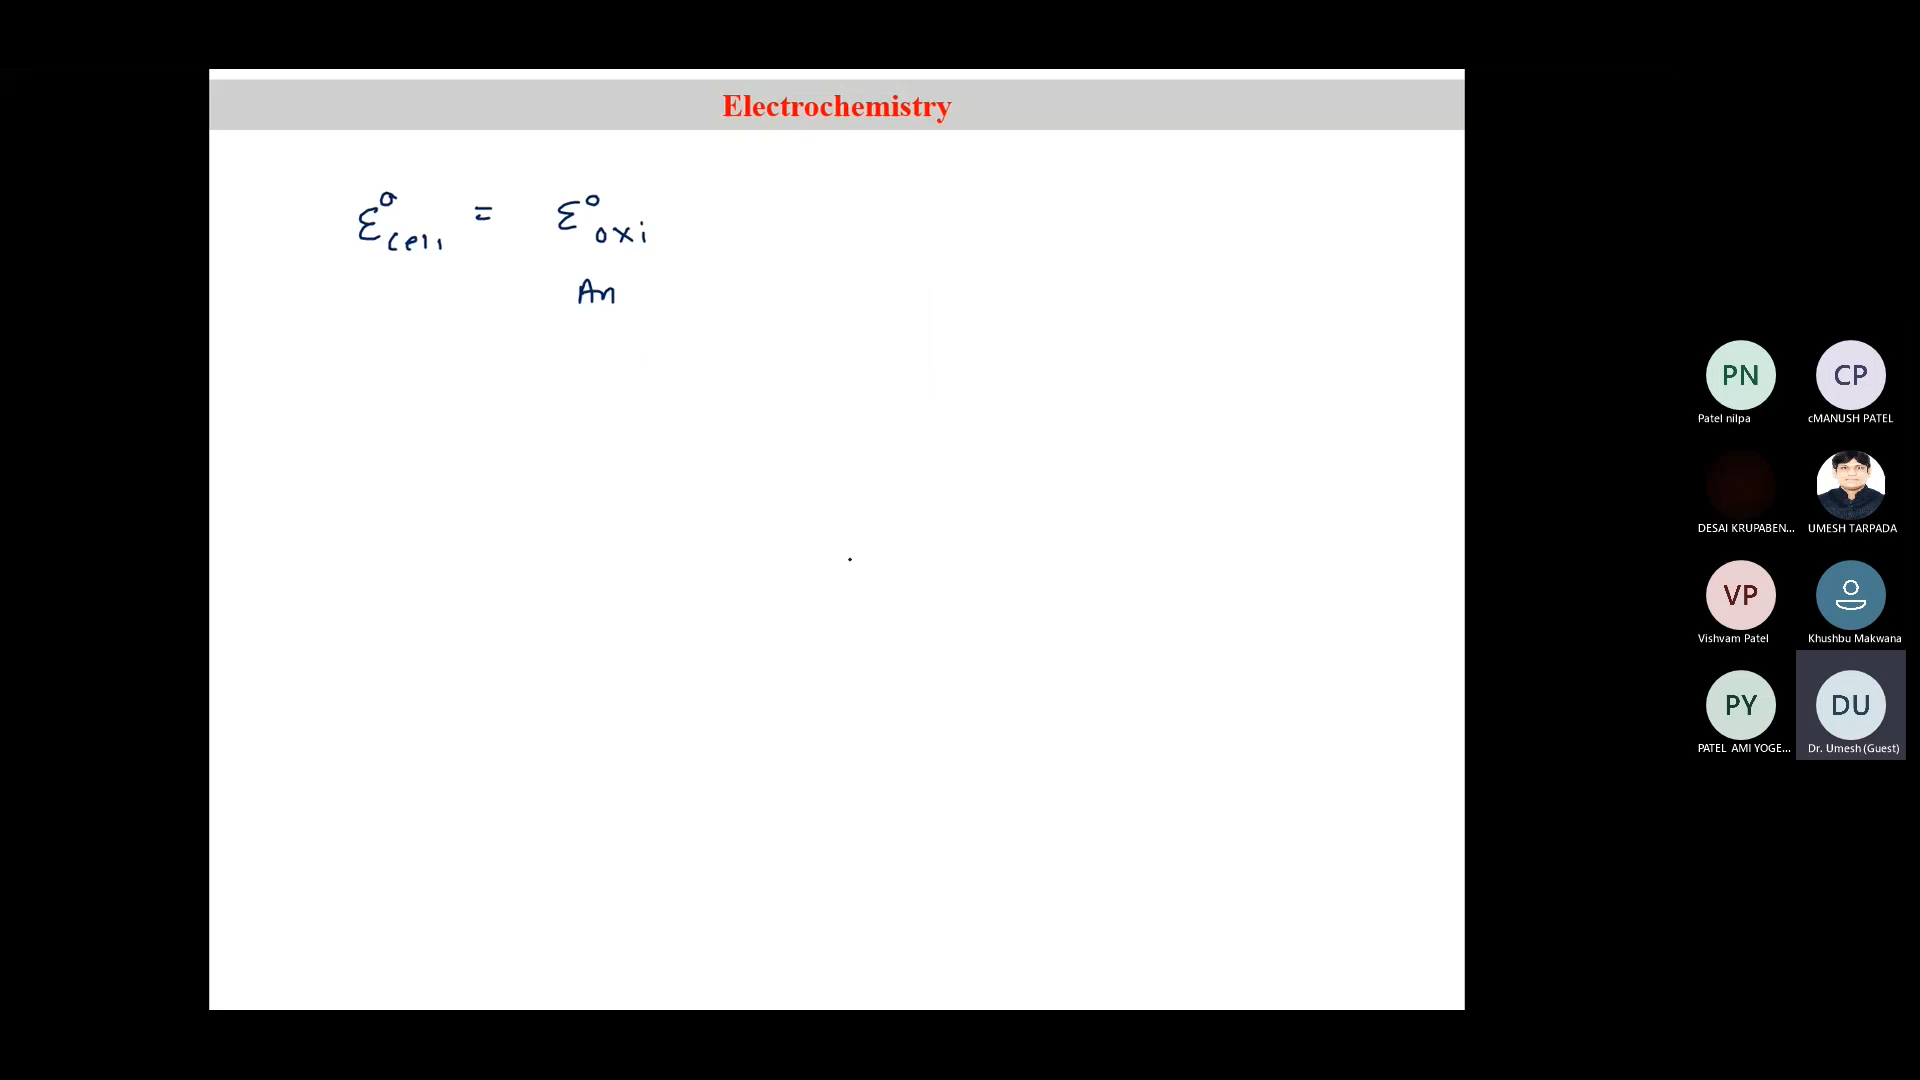 Electrochemistry
ε°cell = ε°oxi
An
PN
CP
Patel nilpa
cMANUSH PATEL
DESAI KRUPABEN...
UMESH TARPADA
VP
Vishvam Patel
Khushbu Makwana
PY
DU
PATEL AMI YOGE...
Dr. Umesh (Guest)